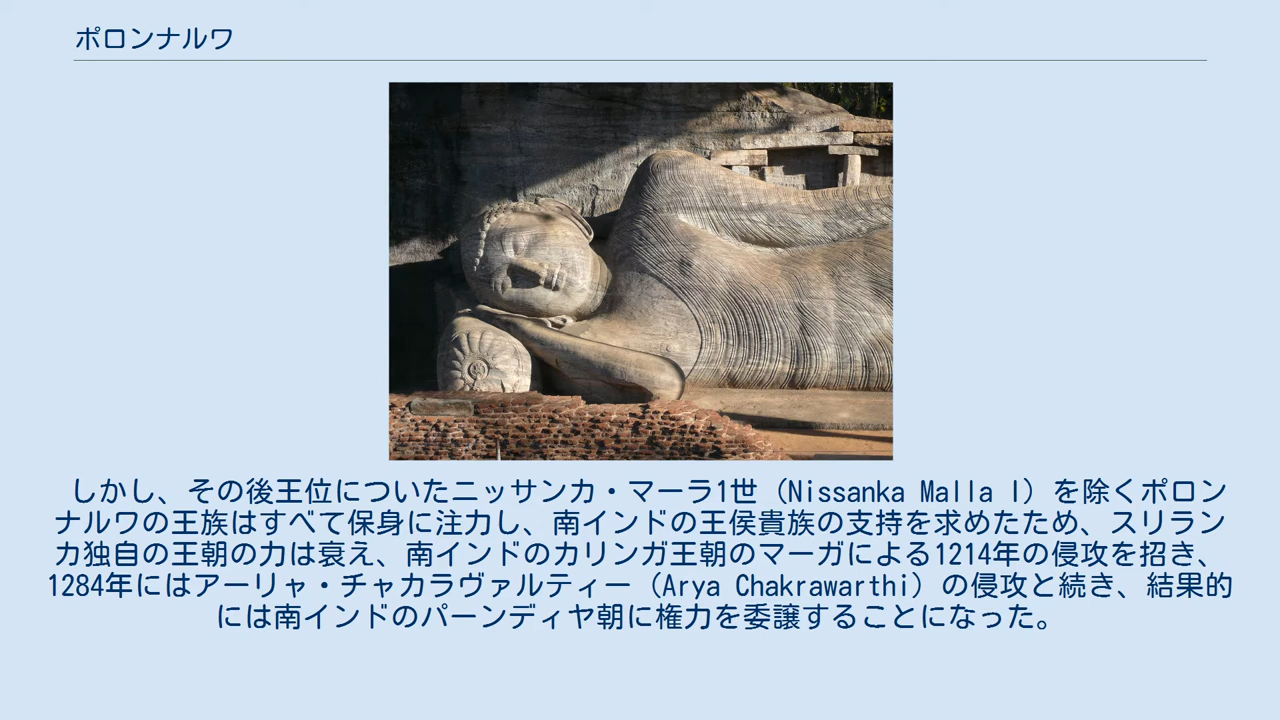 ポロンナルワ
しかし、その後王位についたニッサンカ・マーラ1世（Nissanka Malla I）を除くポロン
ナルワの王族はすべて保身に注力し、南インドの王侯貴族の支持を求めたため、スリラン
カ独自の王朝の力は衰え、南インドのカリンガ王朝のマーガによる1214年の侵攻を招き、
1284年にはアーリャ・チャカラヴァルティー（Arya Chakrawarthi）の侵攻と続き、結果的
には南インドのパーンディヤ朝に権力を委譲することになった。